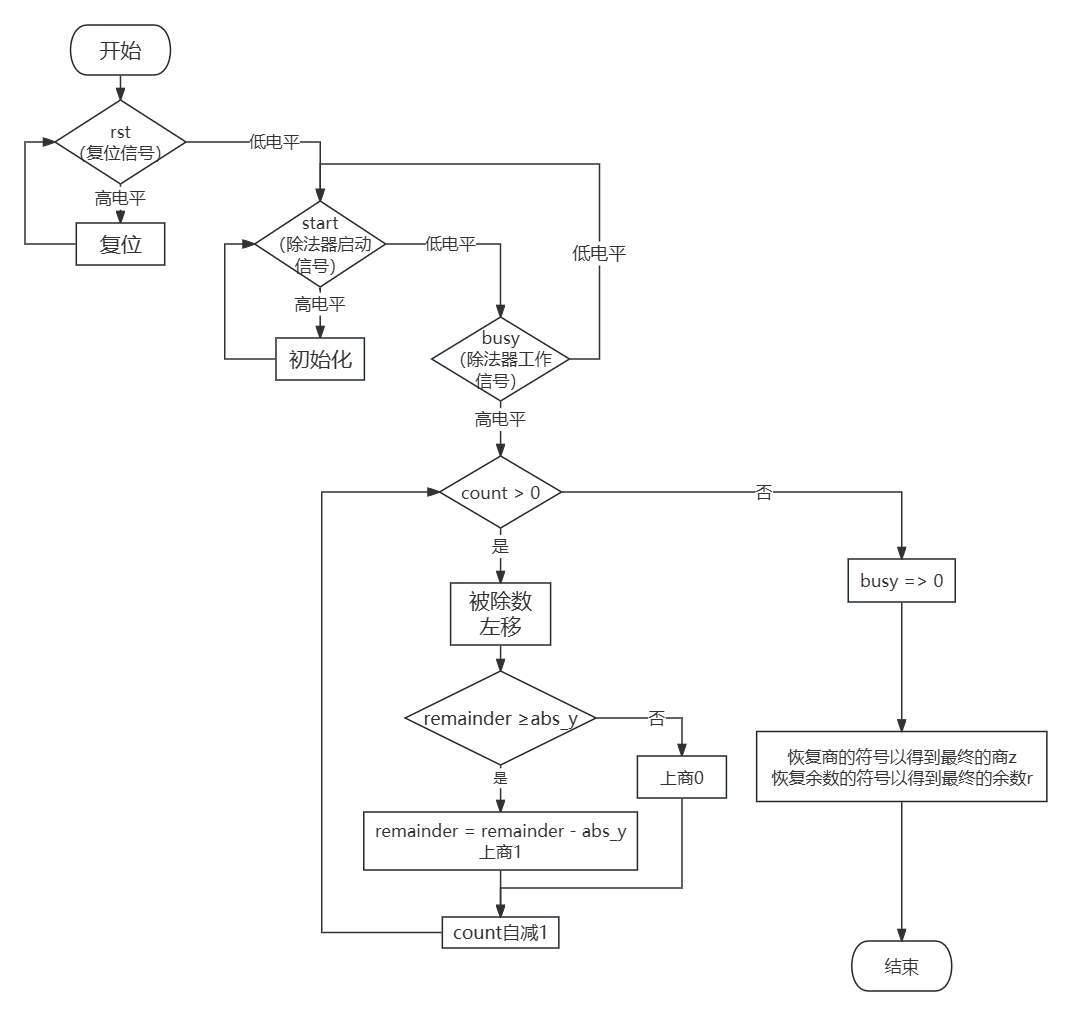 开始
rst
（复位信号）
低电平
高电平
复位
start
（除法器启动
信号）
低电平
低电平
高电平
初始化
busy
（除法器工作
信号）
高电平
count > 0
否
是
busy => 0
被除数
左移
remainder ≥abs_y
否
是
上商0
恢复商的符号以得到最终的商z
恢复余数的符号以得到最终的余数r
remainder = remainder - abs_y
上商1
count自减1
结束